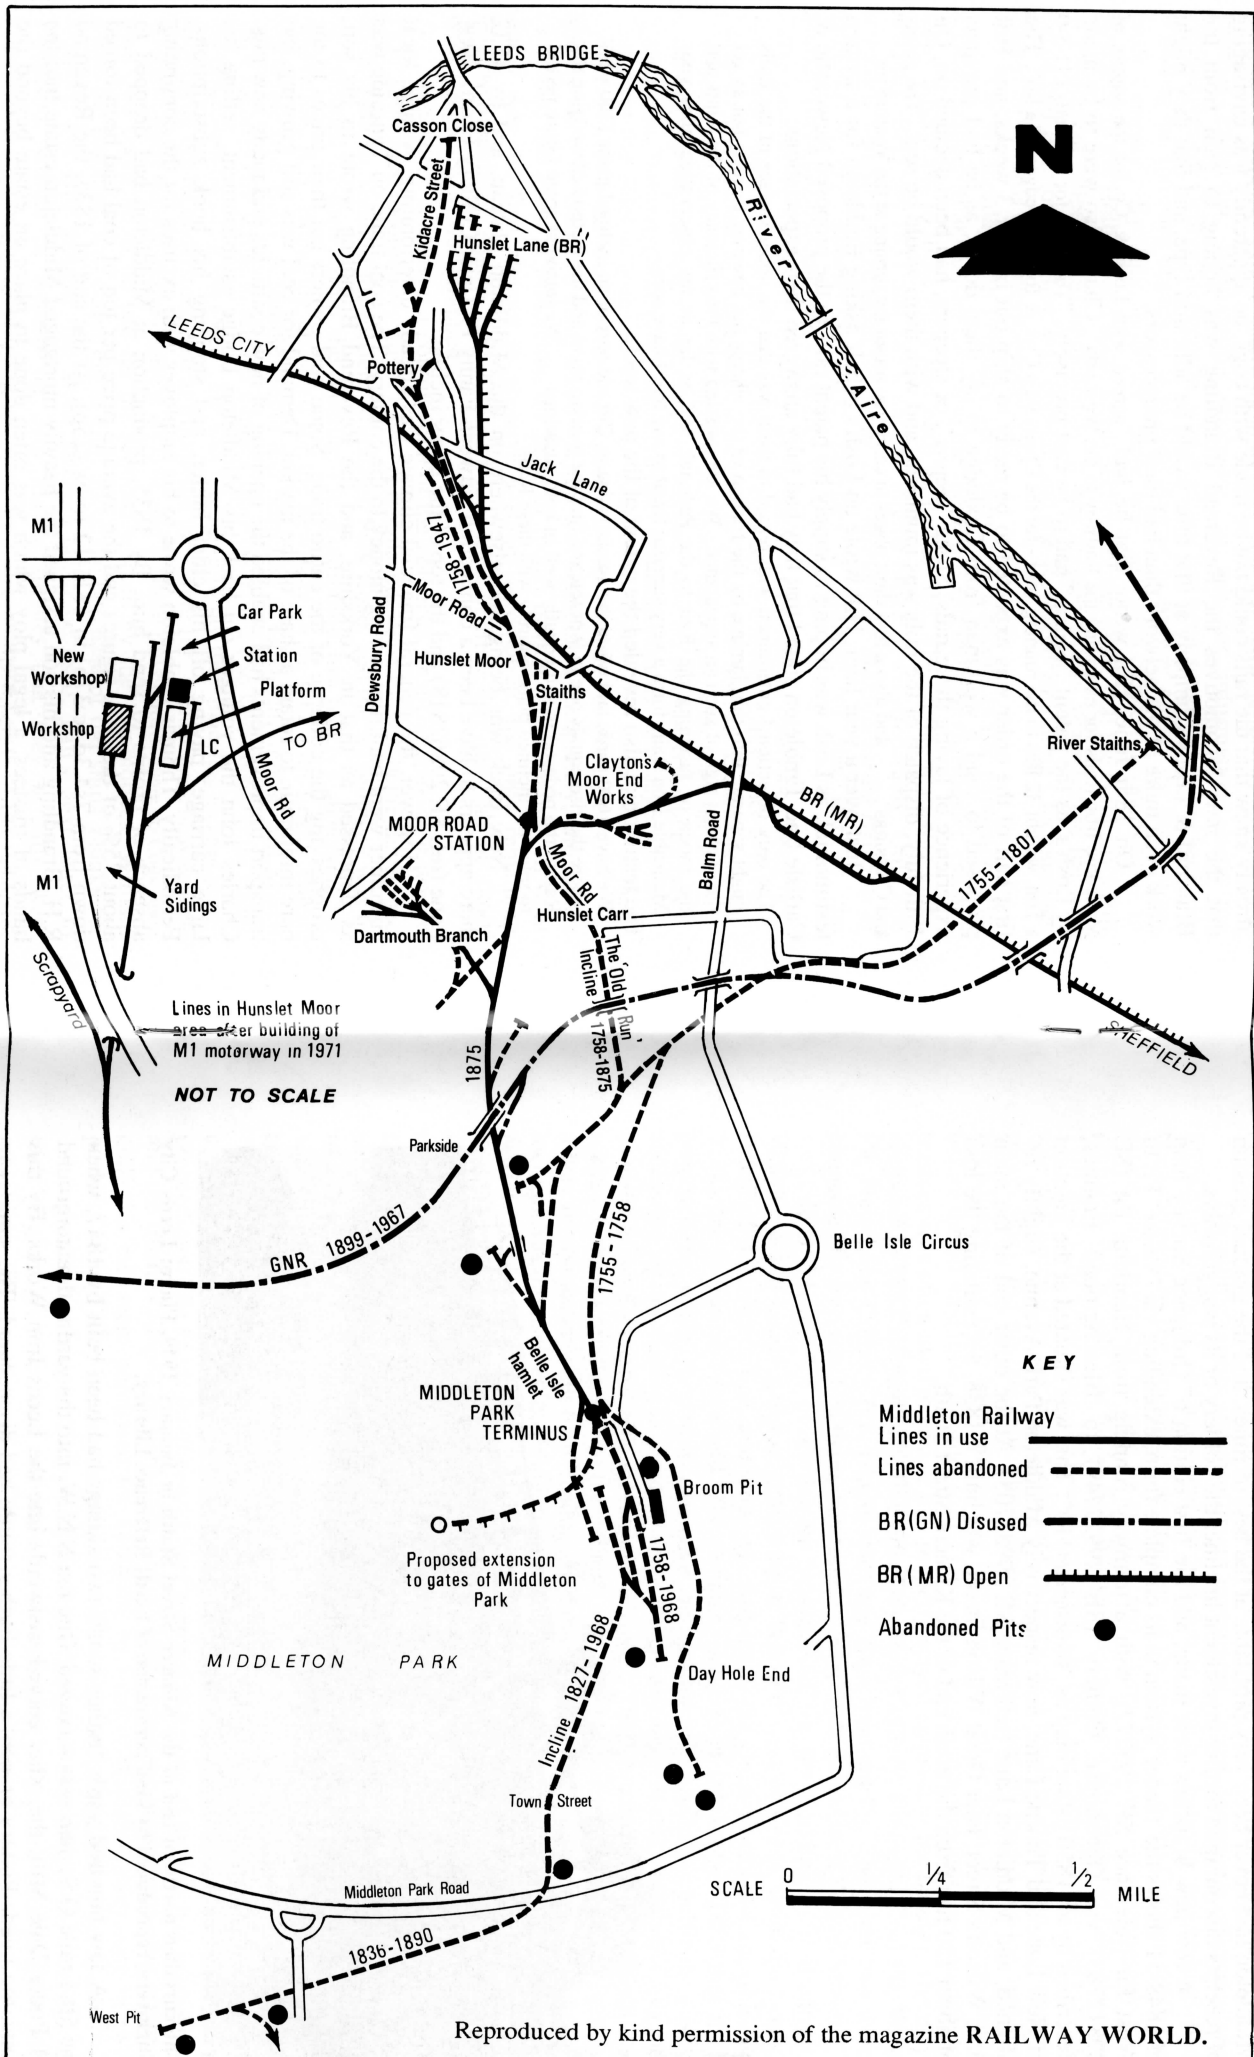 LEEDS BRIDGE
Casson Close
N
Kidacre Street
Hunslet Lane (BR)
River Aire
LEEDS CITY
Pottery
Jack Lane
1758-1947
M1
Moor Road
Dewsbury Road
Hunslet Moor
Staiths
Car Park
Station
Platform
New
Workshop
Workshop
LC
TO BR
Moor Rd
M1
Yard
Sidings
Scrapyard
Lines in Hunslet Moor
area after building of
M1 motorway in 1971
NOT TO SCALE
River Staiths
Clayton's
Moor End
Works
BR (MR)
MOOR ROAD
STATION
Moor Rd
Balm Road
1755-1807
Hunslet Carr
Dartmouth Branch
The 'Old Run'
Incline 1758-1875
1875
SHEFFIELD
Parkside
GNR 1899-1967
1755-1758
Belle Isle Circus
Belle Isle
hamlet
MIDDLETON
PARK
TERMINUS
KEY
Middleton Railway
Lines in use
Lines abandoned
BR(GN) Disused
BR (MR) Open
Abandoned Pits
Broom Pit
Proposed extension
to gates of Middleton
Park
1758-1968
MIDDLETON PARK
Incline 1827-1968
Day Hole End
Town Street
SCALE 0 1/4 1/2 MILE
Middleton Park Road
1836-1890
West Pit
Reproduced by kind permission of the magazine RAILWAY WORLD.